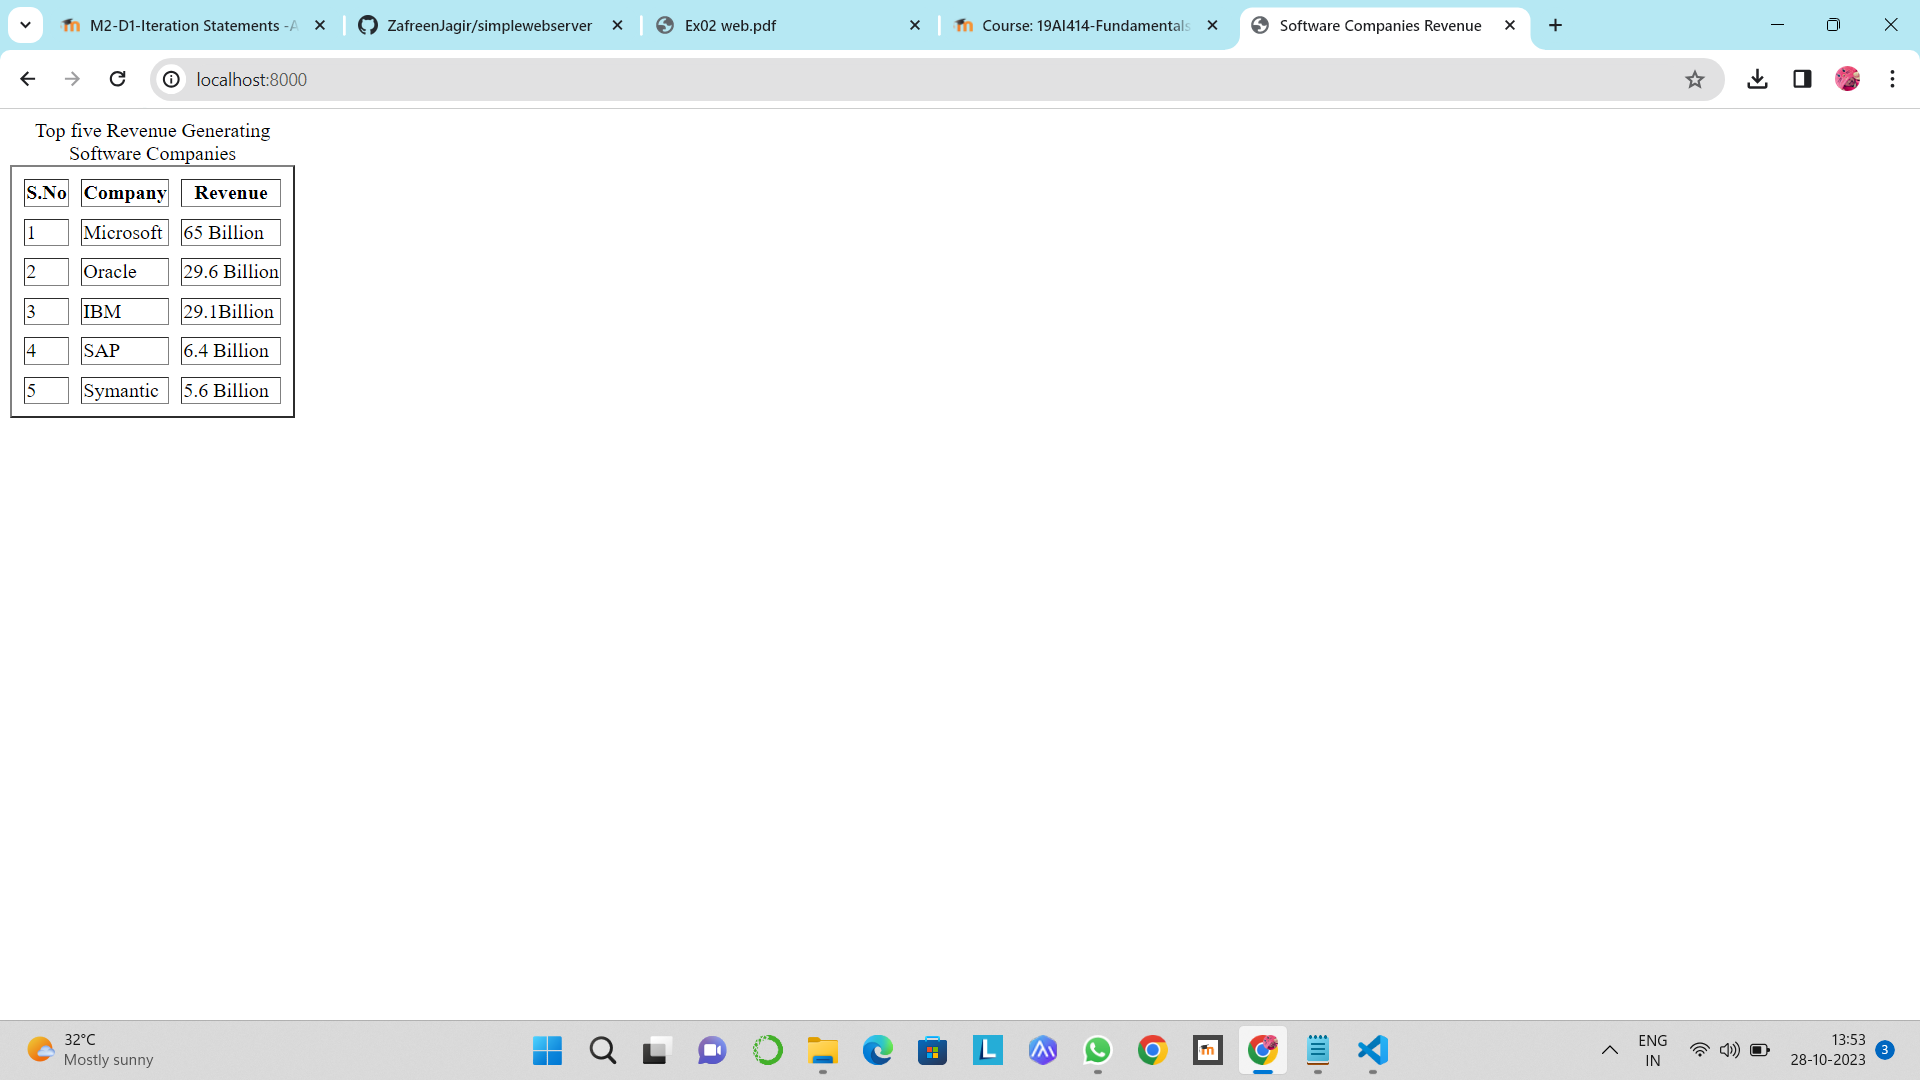 M2-D1-Iteration Statements -A
ZafreenJagir/simplewebserver
Ex02 web.pdf
Course: 19AI414-Fundamentals
Software Companies Revenue
localhost:8000
Top five Revenue Generating
Software Companies
S.No Company Revenue
1 Microsoft 65 Billion
2 Oracle 29.6 Billion
3 IBM 29.1Billion
4 SAP 6.4 Billion
5 Symantic 5.6 Billion
32°C
Mostly sunny
ENG
IN
13:53
28-10-2023
3